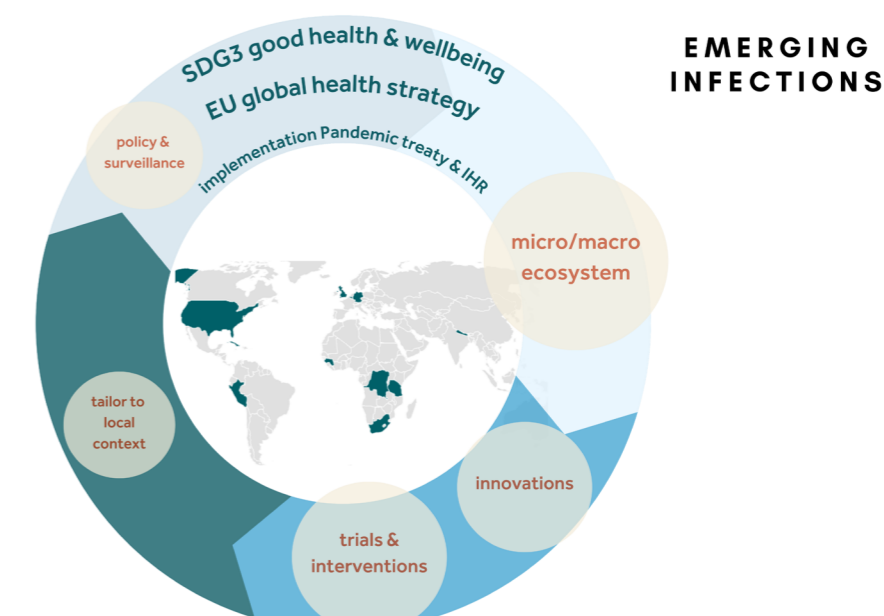 EMERGING
INFECTIONS
SDG3 good health & wellbeing
EU global health strategy
implementation Pandemic treaty & IHR
policy &
surveillance
micro/macro
ecosystem
tailor to
local
context
innovations
trials &
interventions